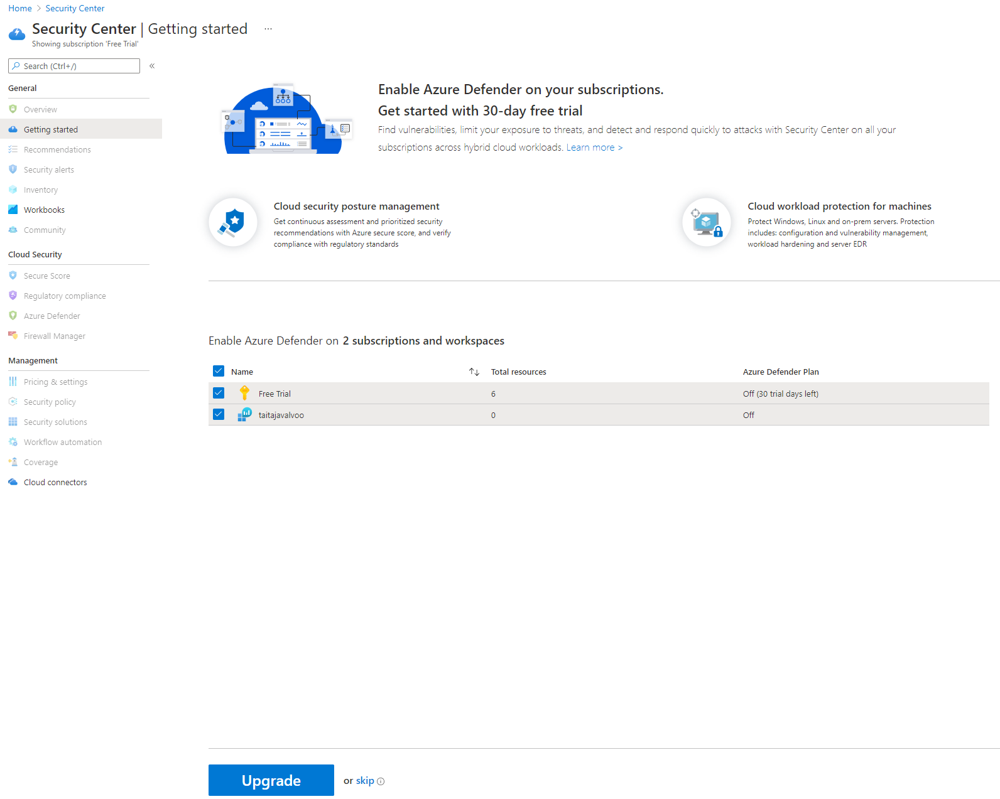 Home > Security Center
Security Center | Getting started ...
Showing subscription 'Free Trial'
Search (Ctrl+/) «
General
Overview
Getting started
Recommendations
Security alerts
Inventory
Workbooks
Community
Cloud Security
Secure Score
Regulatory compliance
Azure Defender
Firewall Manager
Management
Pricing & settings
Security policy
Security solutions
Workflow automation
Coverage
Cloud connectors
Enable Azure Defender on your subscriptions.
Get started with 30-day free trial
Find vulnerabilities, limit your exposure to threats, and detect and respond quickly to attacks with Security Center on all your
subscriptions across hybrid cloud workloads. Learn more >
Cloud security posture management
Get continuous assessment and prioritized security
recommendations with Azure secure score, and verify
compliance with regulatory standards
Cloud workload protection for machines
Protect Windows, Linux and on-prem servers. Protection
includes: configuration and vulnerability management,
workload hardening and server EDR
Enable Azure Defender on 2 subscriptions and workspaces
Name ↑↓ Total resources Azure Defender Plan
Free Trial 6 Off (30 trial days left)
taitajavalvoo 0 Off
Upgrade or skip